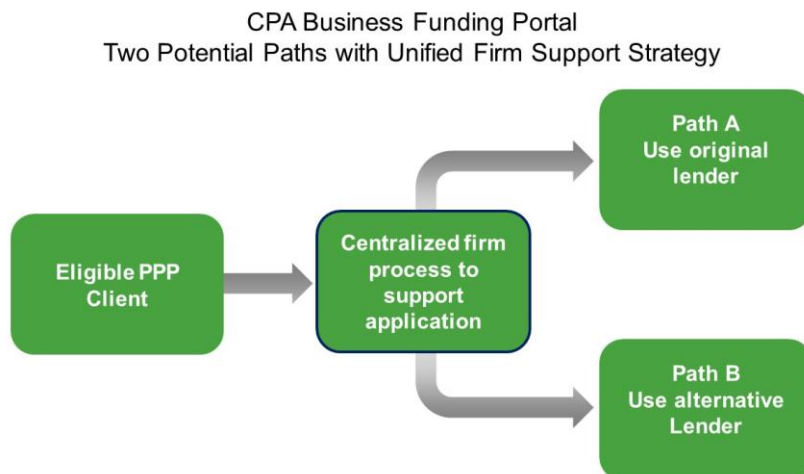 CPA Business Funding Portal
Two Potential Paths with Unified Firm Support Strategy
Path A
Use original
lender
Eligible PPP
Client
Centralized firm
process to
support
application
Path B
Use alternative
Lender